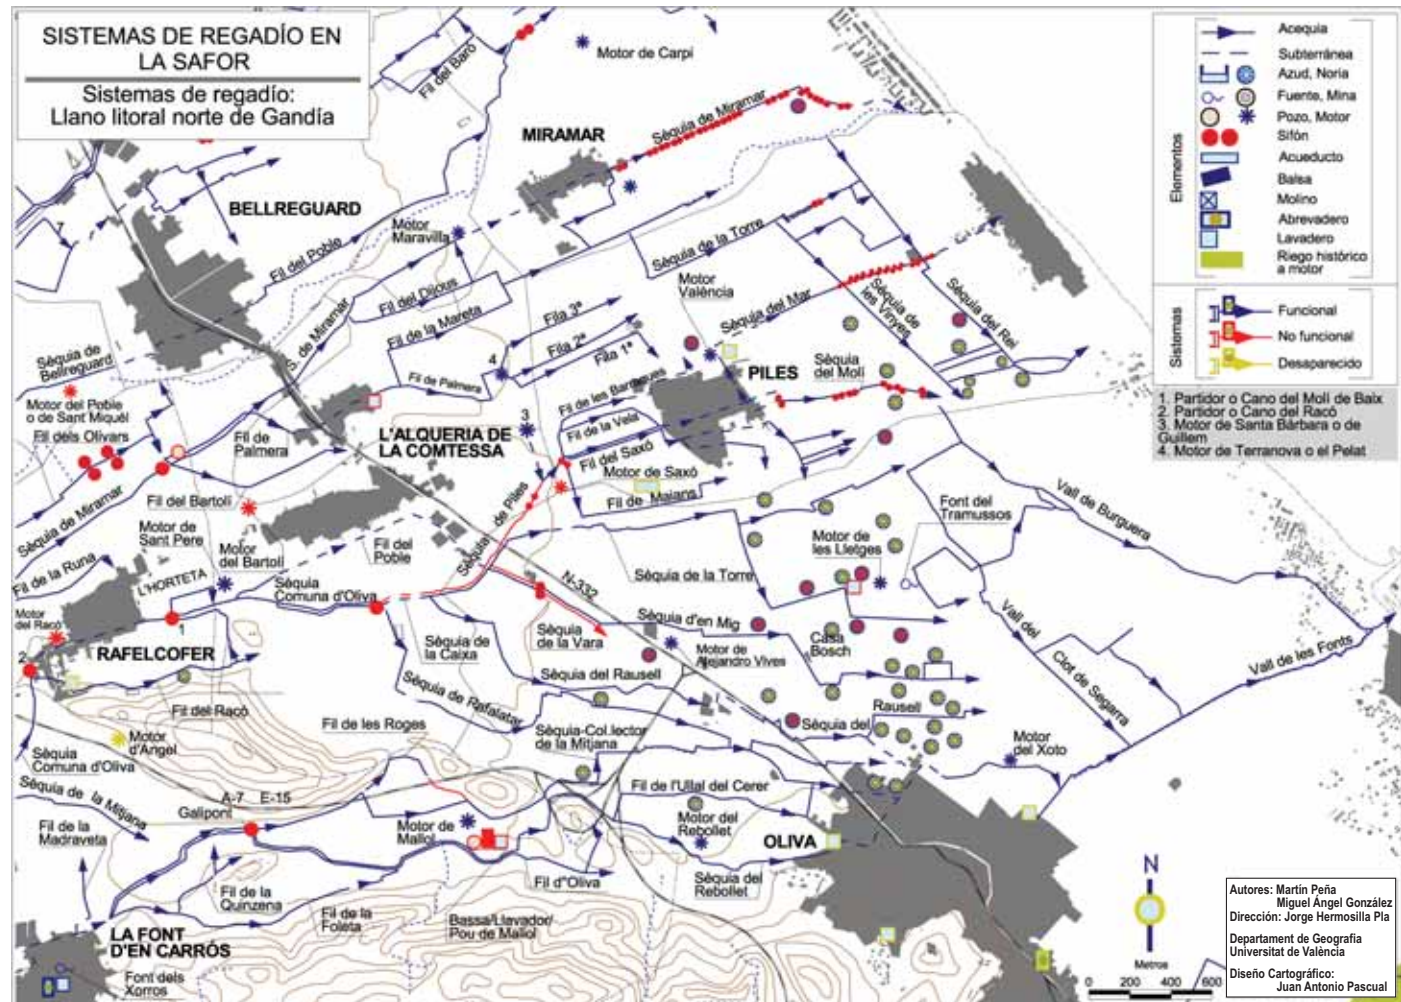 SISTEMAS DE REGADÍO EN
LA SAFOR
Sistemas de regadío:
Llano litoral norte de Gandía
Fil del Baró
Motor de Carpi
Sèquia de Miramar
MIRAMAR
BELLREGUARD
7
Motor
Maravilla
Fil del Poble
Sèquia de la Torre
Motor
València
Fil del Dijous
Fil de la Mareta
S. de Miramar
Fila 3ª
Fila 2ª
Fila 1ª
Sèquia del Mar
Sèquia de
les Vinyes
Sèquia del Rei
Sèquia de
Bellreguard
4
Fil de Palmera
Sèquia
del Molí
PILES
Motor del Poble
o de Sant Miquel
Fil dels Olivars
Fil de
Palmera
L'ALQUERIA DE
LA COMTESSA
3
Fil de les Barraques
Fil de la Vela
Fil del Saxó
Motor de Saxó
Fil de Maians
Sèquia de Miramar
Fil del Bartolí
Motor de
Sant Pere
Motor
del Bartolí
Fil del
Poble
Sèquia de Piles
Font del
Tramussos
Vall de Burguera
Motor de
les Lletges
Fil de la Runa
L'HORTETA
Sèquia
Comuna d'Oliva
N-332
Sèquia de la Torre
Motor
del Racó
1
2
RAFELCOFER
Sèquia de
la Caixa
Sèquia
de la Vara
Sèquia d'en Mig
Motor de
Alejandro Vives
Casa
Bosch
Vall del
Clot de Segarra
Vall de les Fonts
Fil del Racó
Sèquia de Rafalatar
Sèquia del Rausell
Fil de les Roges
Sèquia-Col.lector
de la Mitjana
Sèquia del
Rausell
Motor
d'Àngel
Motor
del Xoto
Sèquia
Comuna d'Oliva
Sèquia de la Mitjana
A-7 E-15
Galipont
Fil de l'Ullal del Cerer
Fil de la
Madraveta
Motor de
Mallol
Motor del
Rebollet
OLIVA
Fil de la
Quinzena
Fil de la
Foleta
Bassa/Llavador/
Pou de Mallol
Fil d"Oliva
Sèquia del
Rebollet
LA FONT
D'EN CARRÓS
Font dels
Xorros
Elementos
Acequia
Subterránea
Azud, Noria
Fuente, Mina
Pozo, Motor
Sifón
Acueducto
Balsa
Molino
Abrevadero
Lavadero
Riego histórico
a motor
Sistemas
Funcional
No funcional
Desaparecido
1. Partidor o Cano del Molí de Baix
2. Partidor o Cano del Racó
3. Motor de Santa Bàrbara o de
Guillem
4. Motor de Terranova o el Pelat
N
Metros
0 200 400 600
Autores: Martín Peña
Miguel Ángel González
Dirección: Jorge Hermosilla Pla
Departament de Geografia
Universitat de València
Diseño Cartográfico:
Juan Antonio Pascual